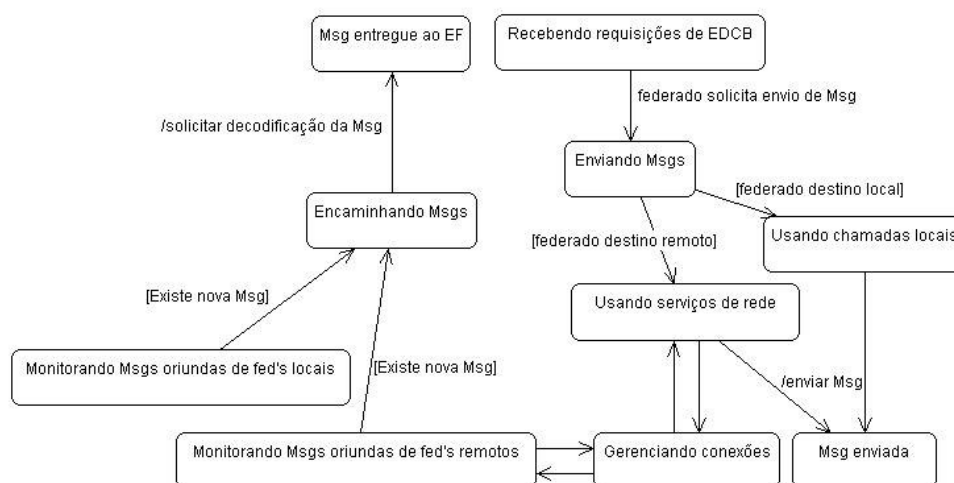 Msg entregue ao EF
Recebendo requisições de EDCB
federado solicita envio de Msg
/solicitar decodificação da Msg
Enviando Msgs
[federado destino local]
Encaminhando Msgs
Usando chamadas locais
[federado destino remoto]
[Existe nova Msg]
Usando serviços de rede
Monitorando Msgs oriundas de fed's locais
[Existe nova Msg]
/enviar Msg
Monitorando Msgs oriundas de fed's remotos
Gerenciando conexões
Msg enviada